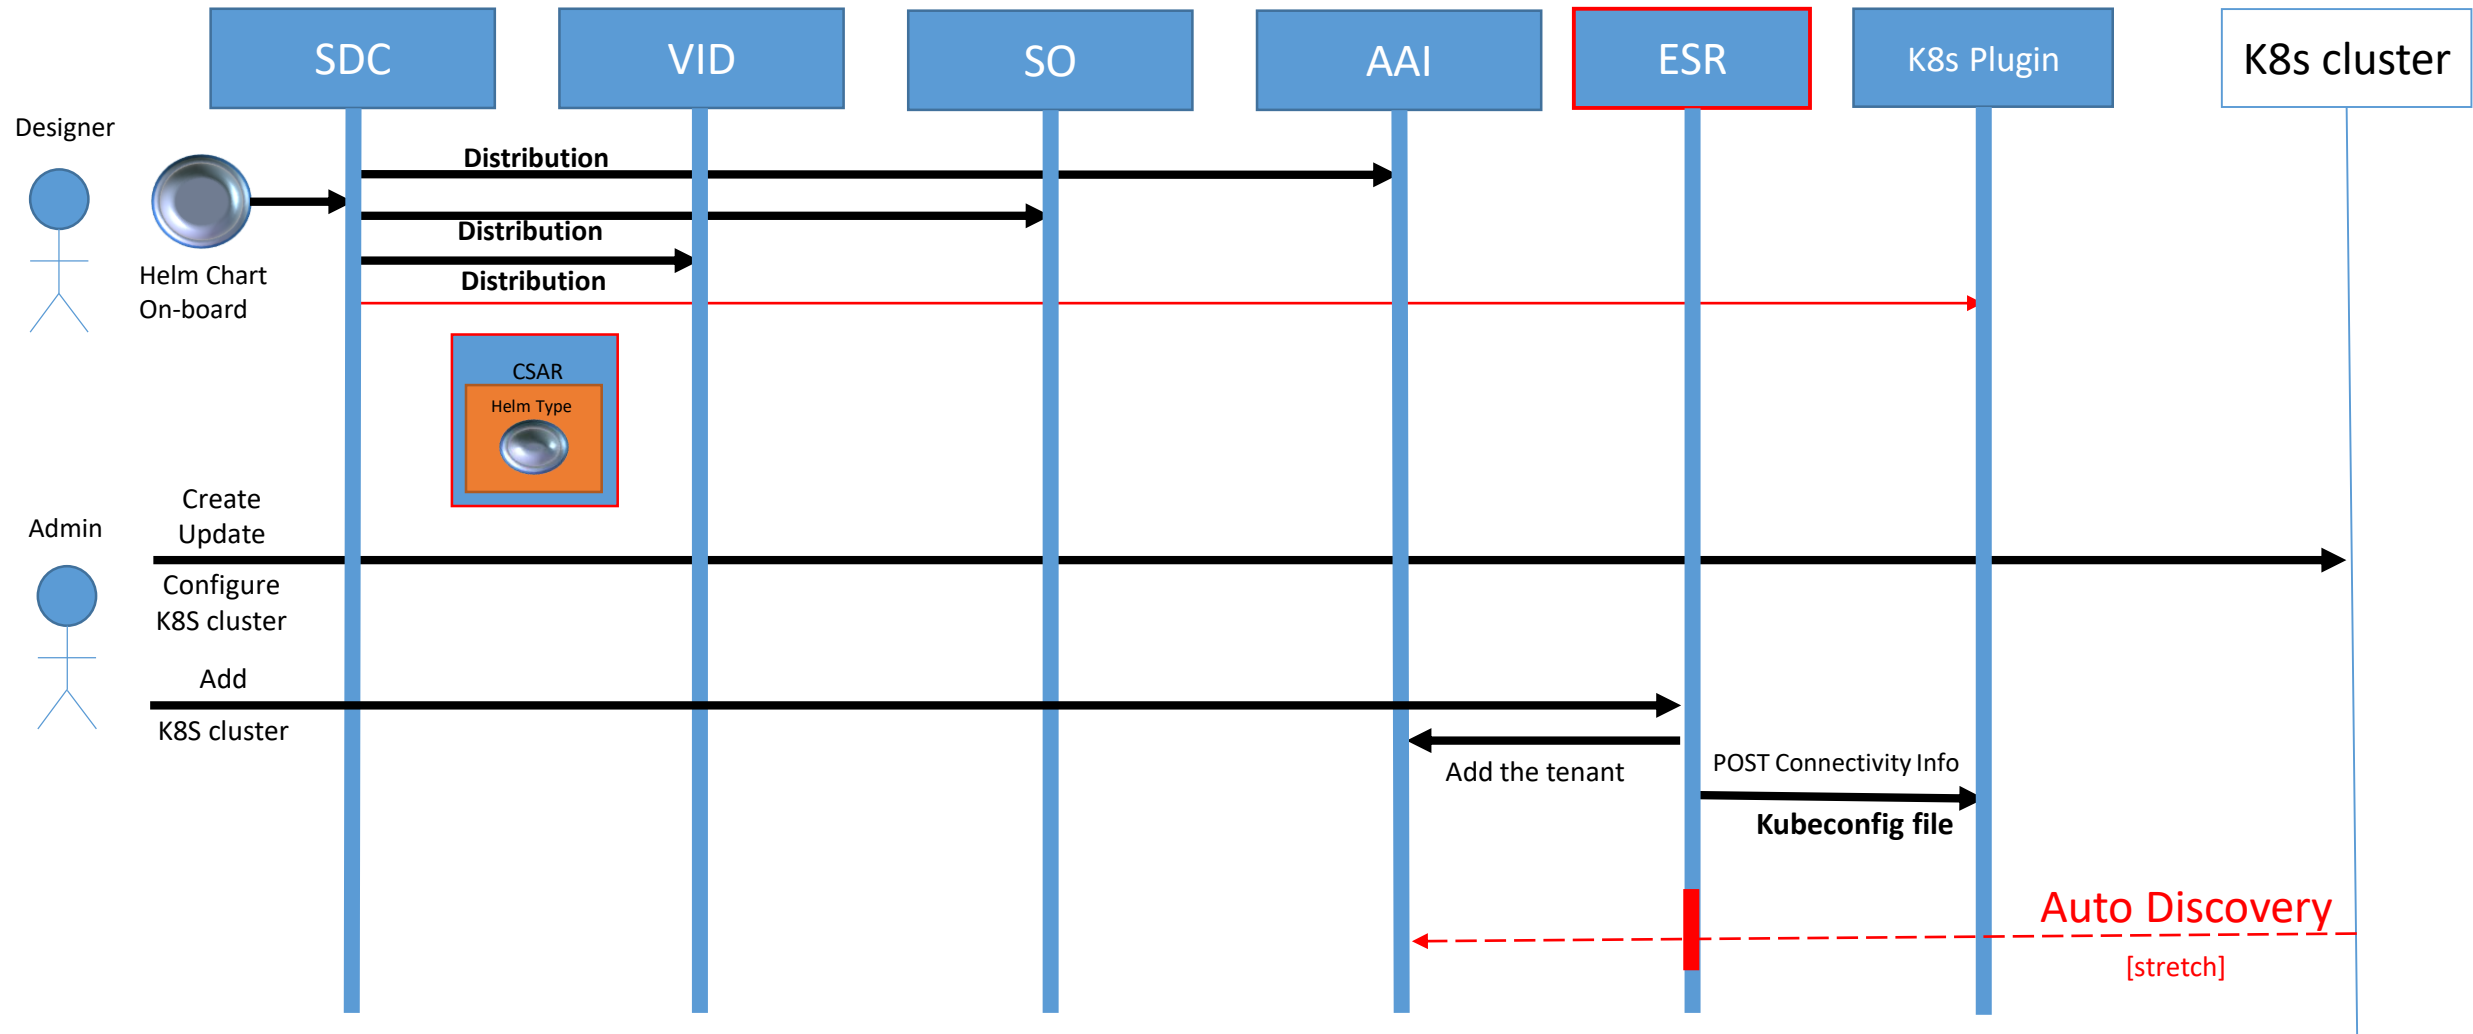 SDC
VID
SO
AAI
ESR
K8s Plugin
K8s cluster
Designer
Distribution
Distribution
Distribution
Helm Chart
On-board
CSAR
Helm Type
Create
Update
Admin
Configure
K8S cluster
Add
K8S cluster
Add the tenant
POST Connectivity Info
Kubeconfig file
Auto Discovery
[stretch]